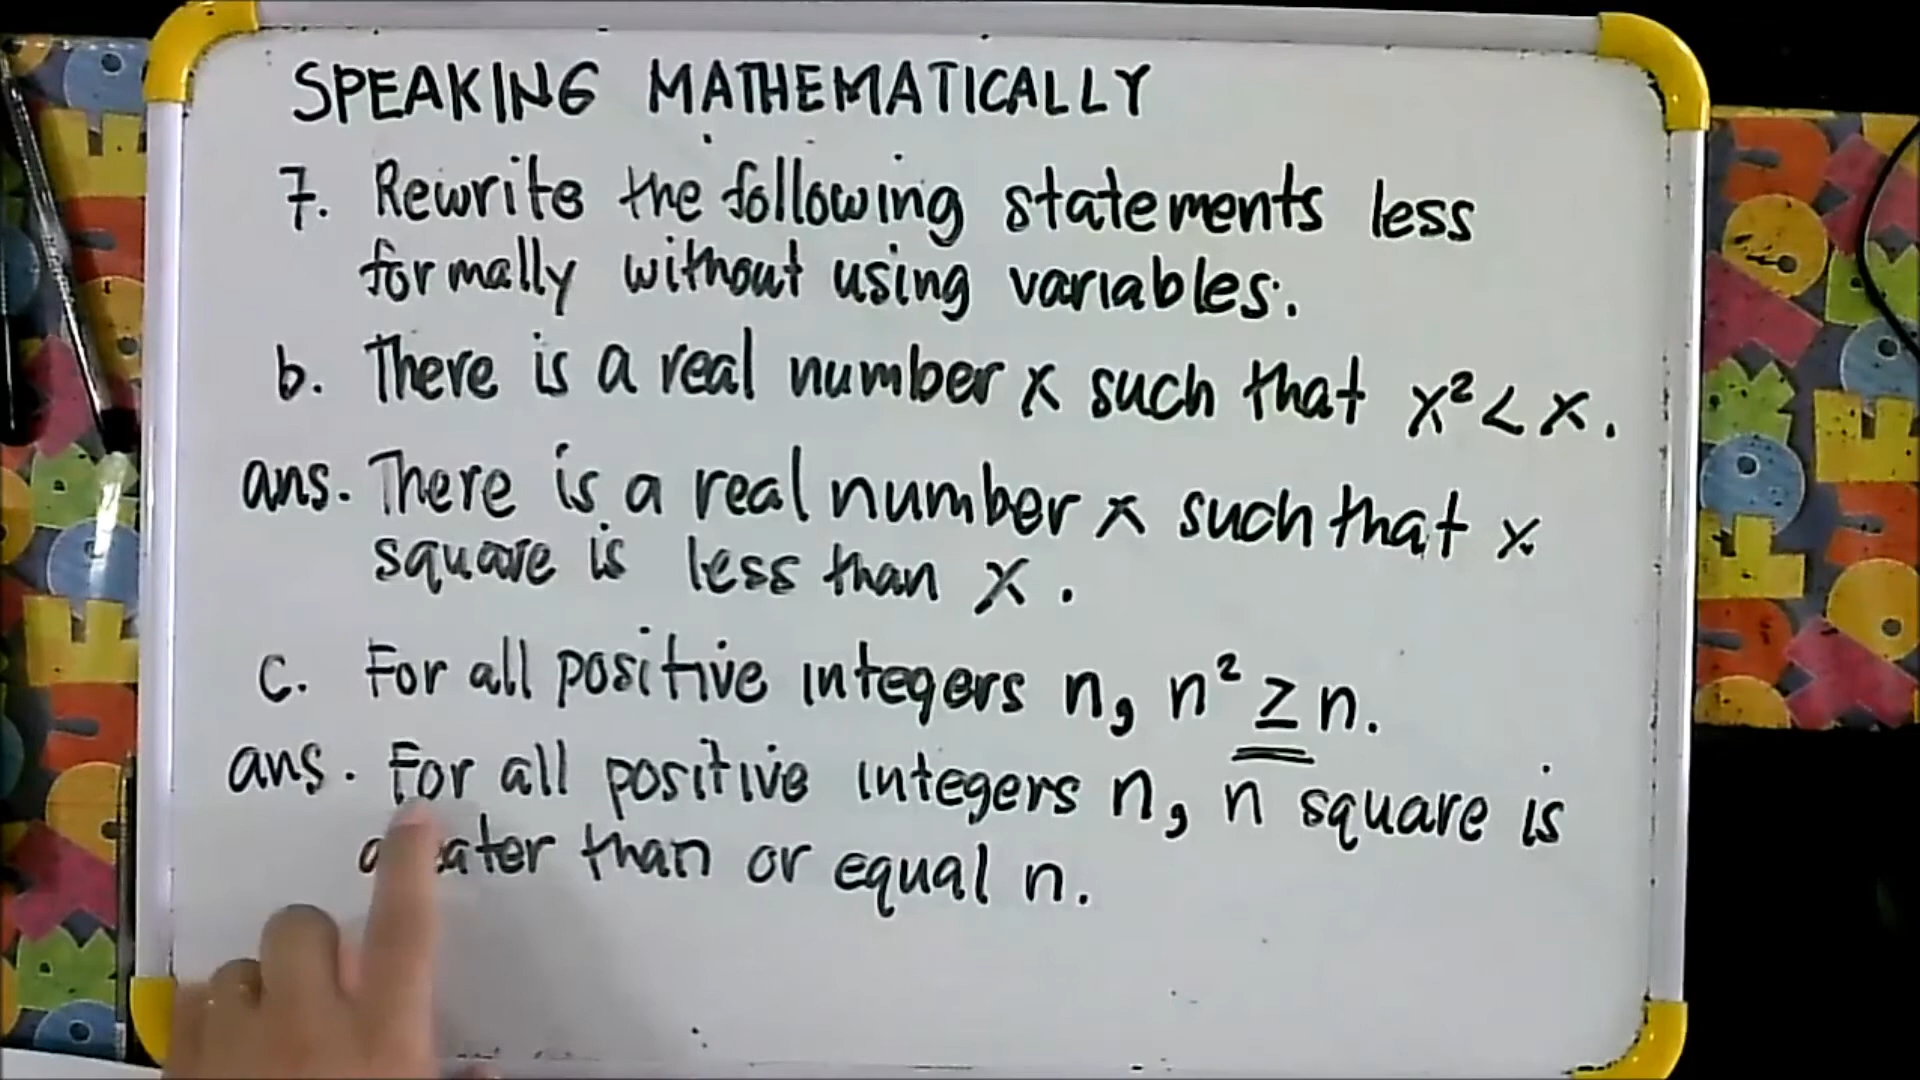 SPEAKING MATHEMATICALLY
7. Rewrite the following statements less
formally without using variables.
b. There is a real number x such that x² < x.
ans. There is a real number x such that x
square is less than x.
c. For all positive integers n, n² ≥ n.
ans. For all positive integers n, n square is
than or equal n.